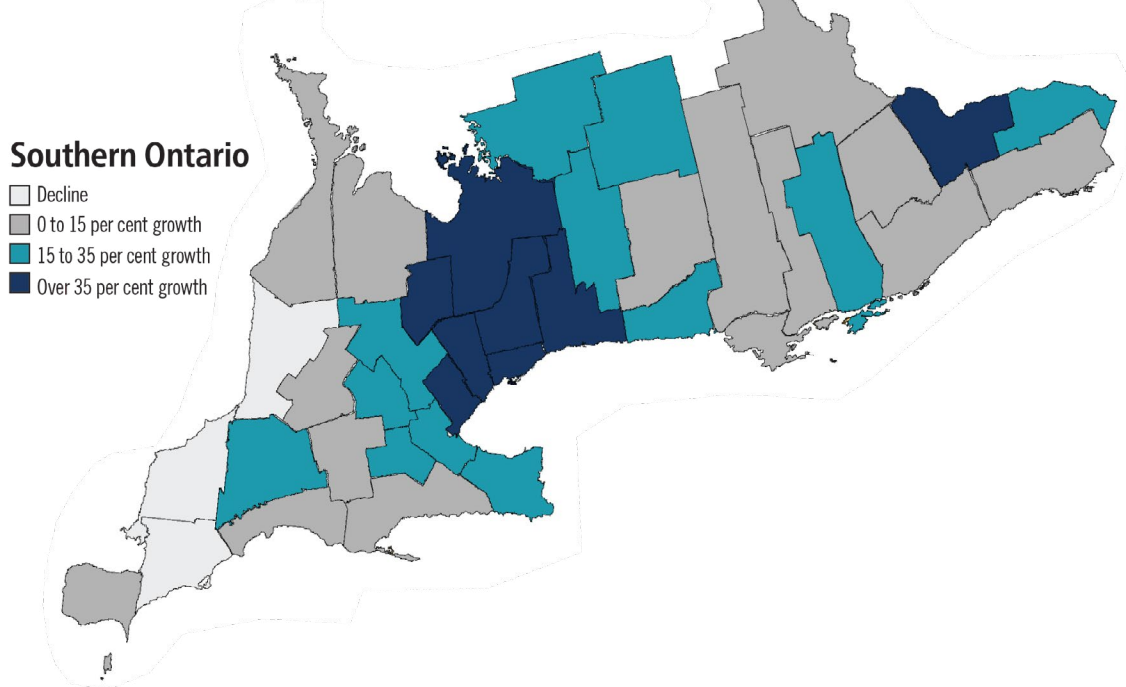 Southern Ontario
Decline
0 to 15 per cent growth
15 to 35 per cent growth
Over 35 per cent growth